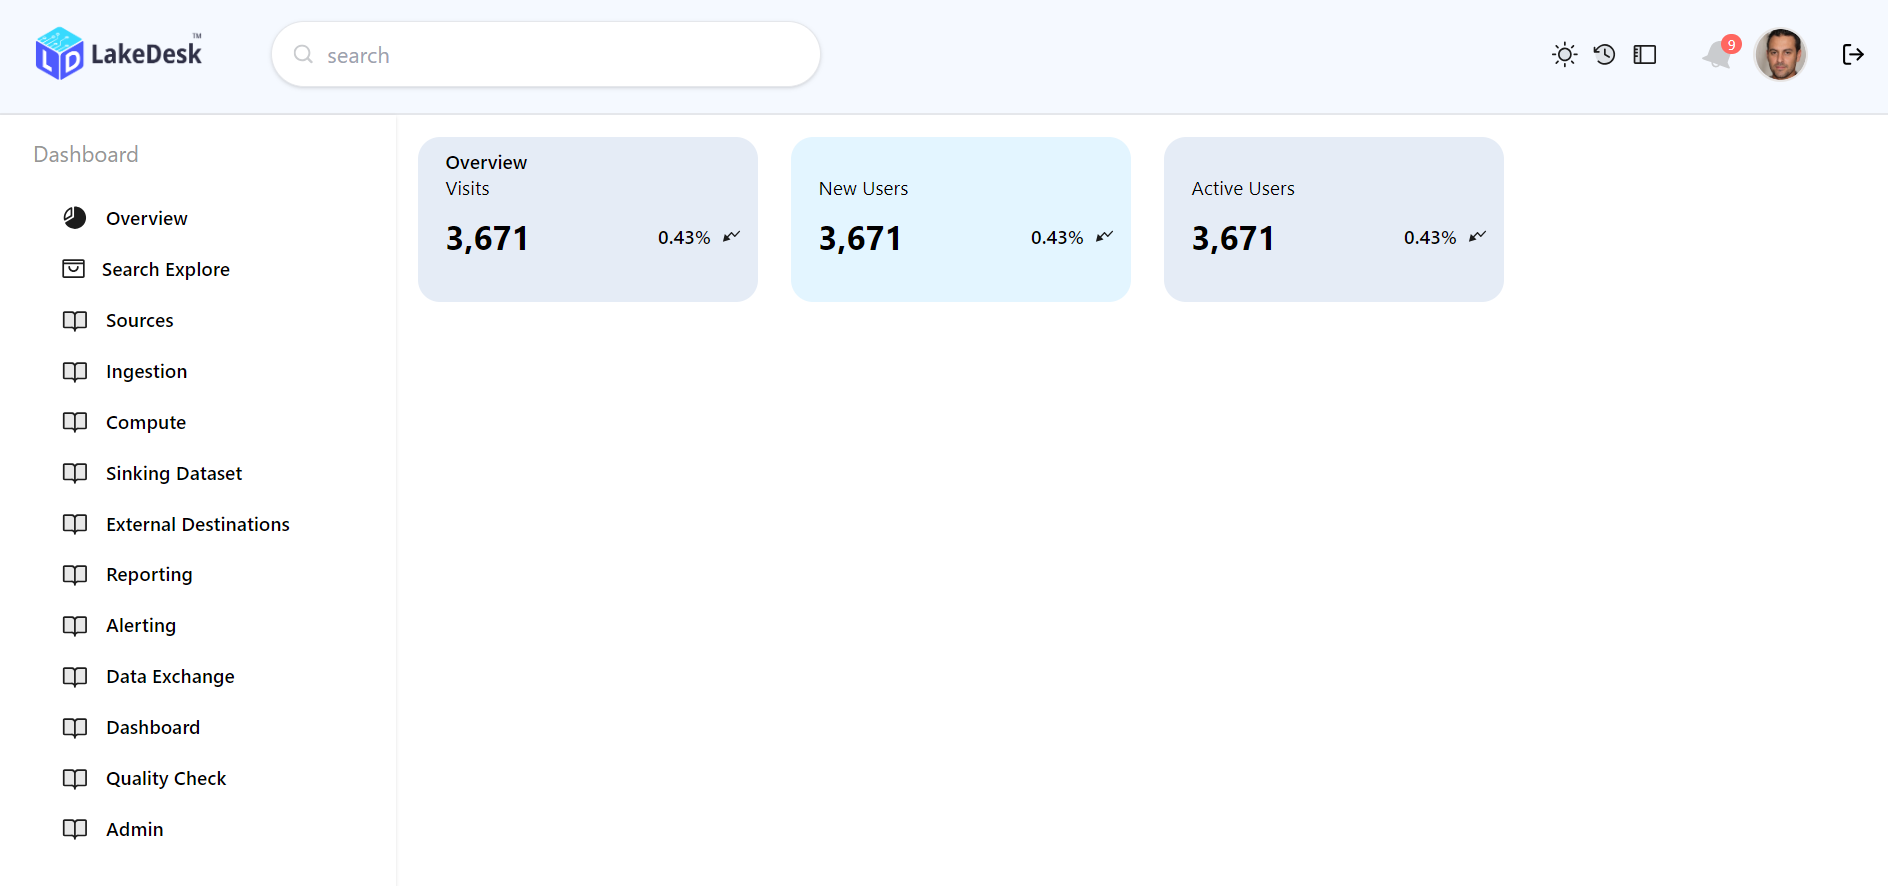 LD LakeDesk™
search
9
Dashboard
Overview
Search Explore
Sources
Ingestion
Compute
Sinking Dataset
External Destinations
Reporting
Alerting
Data Exchange
Dashboard
Quality Check
Admin
Overview
Visits
3,671 0.43%
New Users
3,671 0.43%
Active Users
3,671 0.43%